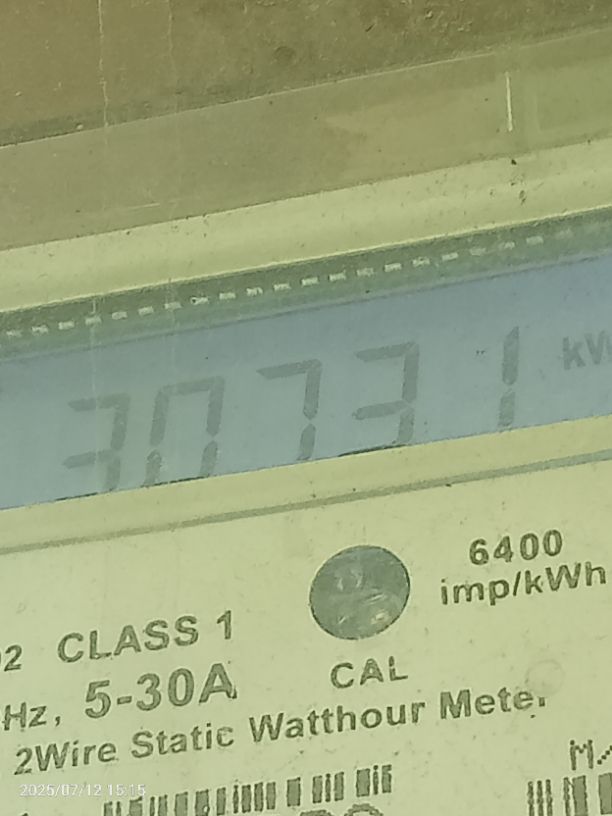 30731 kW
6400
imp/kWh
02 CLASS 1
CAL
Hz, 5-30A
2Wire Static Watthour Meter
2025/07/12 15:15